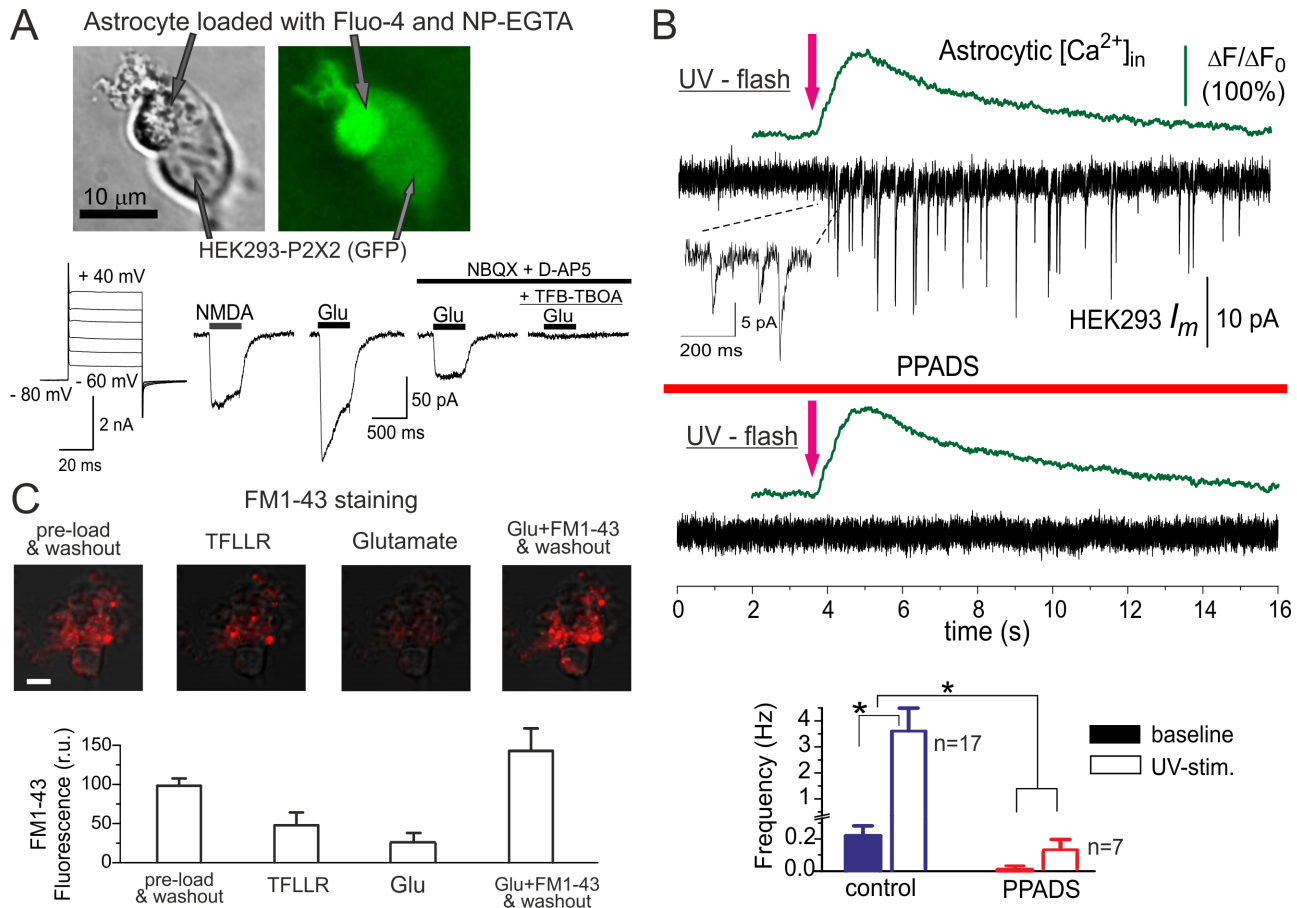 A
Astrocyte loaded with Fluo-4 and NP-EGTA
10 μm
HEK293-P2X2 (GFP)
+ 40 mV
- 60 mV
- 80 mV
2 nA
20 ms
NMDA
Glu
NBQX + D-AP5
+ TFB-TBOA
Glu
Glu
50 pA
500 ms
B
Astrocytic [Ca2+]in
ΔF/ΔF0
(100%)
UV - flash
5 pA
200 ms
HEK293 Im
10 pA
PPADS
UV - flash
0 2 4 6 8 10 12 14 16
time (s)
Frequency (Hz)
4
3
2
1
0.2
0.0
*
*
n=17
n=7
control
PPADS
baseline
UV-stim.
C
FM1-43 staining
pre-load
& washout
TFLLR
Glutamate
Glu+FM1-43
& washout
FM1-43
Fluorescence (r.u.)
150
100
50
0
pre-load
& washout
TFLLR
Glu
Glu+FM1-43
& washout